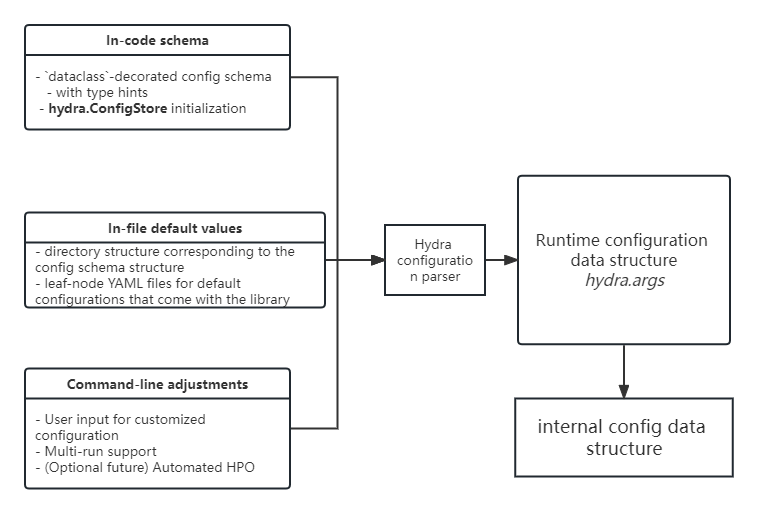 In-code schema
- `dataclass`-decorated config schema
- with type hints
- hydra.ConfigStore initialization
In-file default values
- directory structure corresponding to the
config schema structure
- leaf-node YAML files for default
configurations that come with the library
Command-line adjustments
- User input for customized
configuration
- Multi-run support
- (Optional future) Automated HPO
Hydra
configuratio
n parser
Runtime configuration
data structure
hydra.args
internal config data
structure